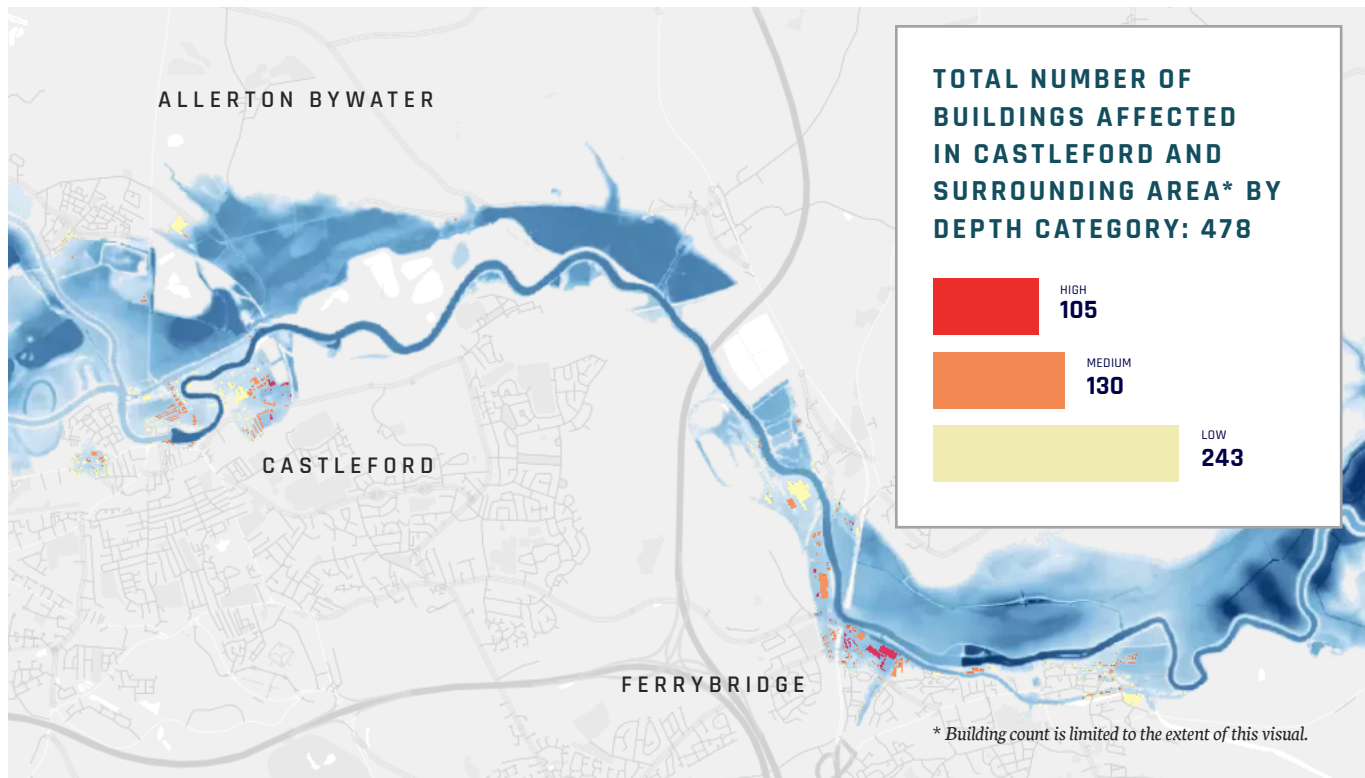 ALLERTON BYWATER
TOTAL NUMBER OF
BUILDINGS AFFECTED
IN CASTLEFORD AND
SURROUNDING AREA* BY
DEPTH CATEGORY: 478
HIGH
105
MEDIUM
130
LOW
243
CASTLEFORD
FERRYBRIDGE
* Building count is limited to the extent of this visual.